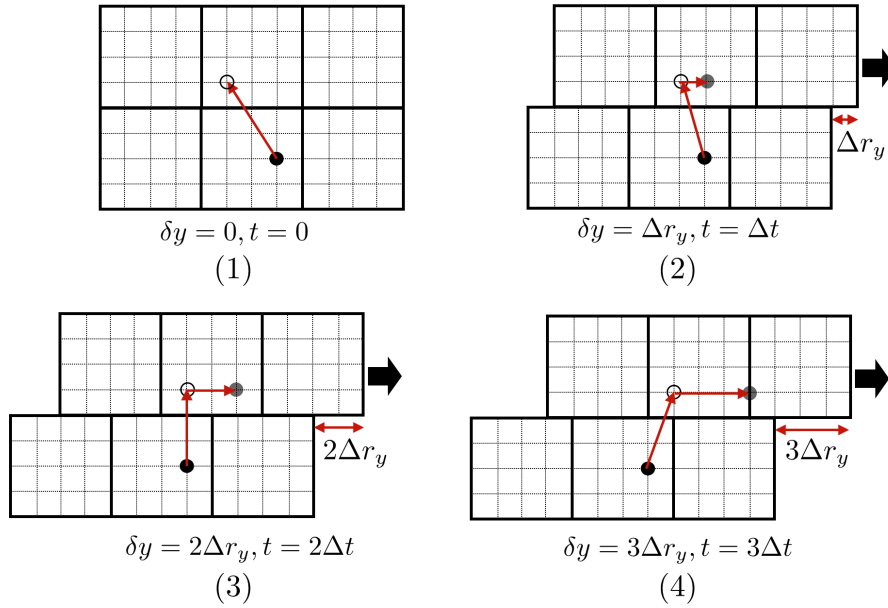 Δr_y
δy = 0, t = 0
(1)
δy = Δr_y, t = Δt
(2)
2Δr_y
δy = 2Δr_y, t = 2Δt
(3)
3Δr_y
δy = 3Δr_y, t = 3Δt
(4)